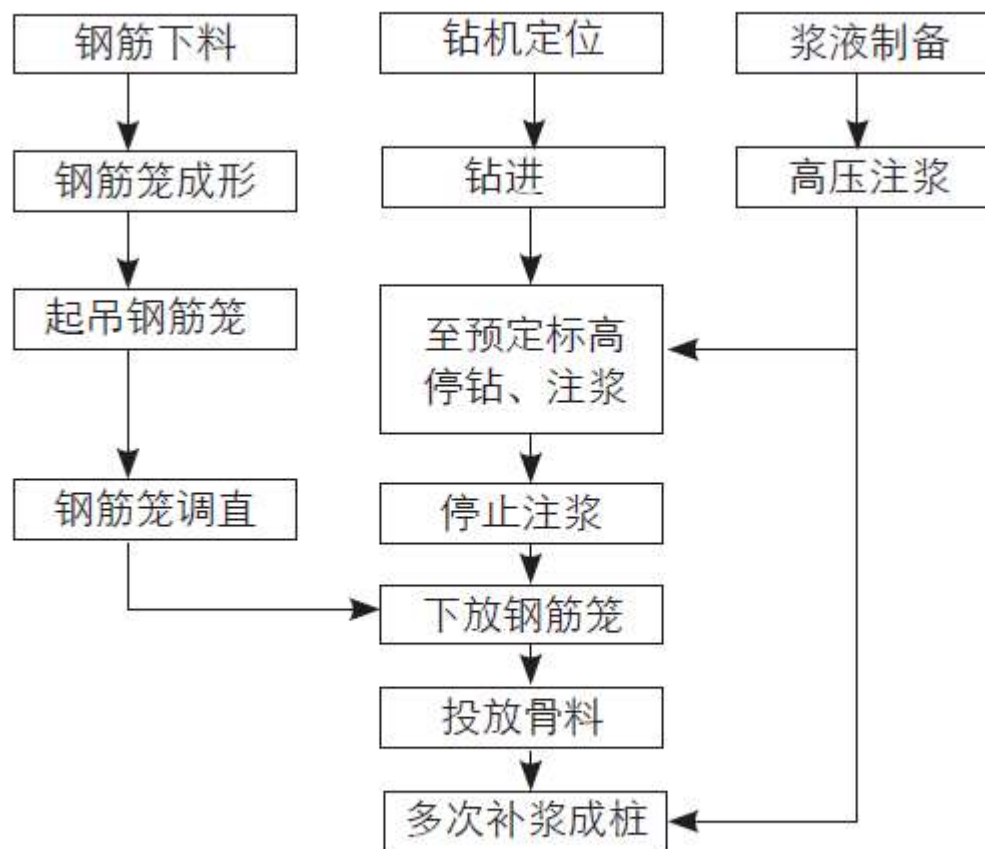 钢筋下料
钻机定位
浆液制备
钢筋笼成形
钻进
高压注浆
起吊钢筋笼
至预定标高
停钻、注浆
钢筋笼调直
停止注浆
下放钢筋笼
投放骨料
多次补浆成桩